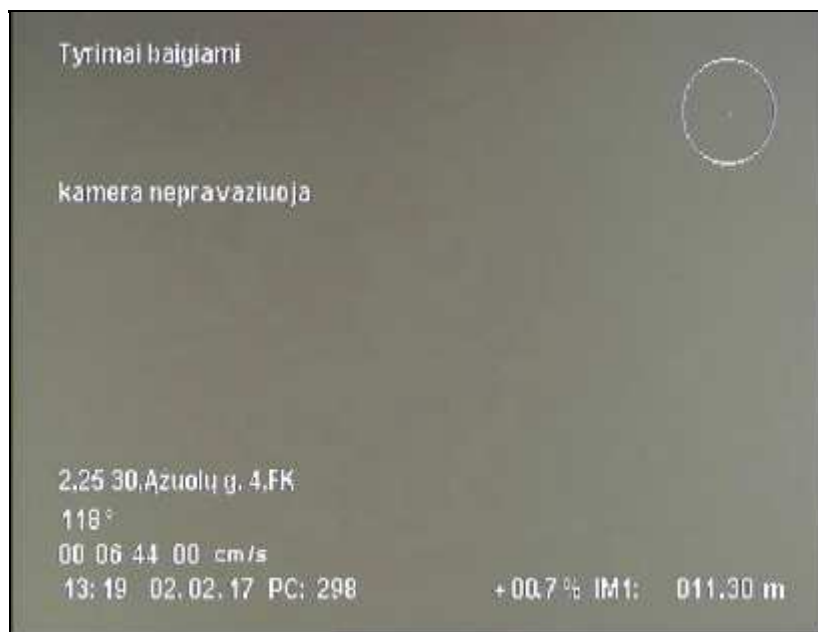 Tyrimai baigiami
kamera nepravaziuoja
2.25 30.Ąžuolų g. 4.FK
118°
00 06 44 00 cm/s
13:19 02.02.17 PC: 298 +00.7% IM1: 011.30 m